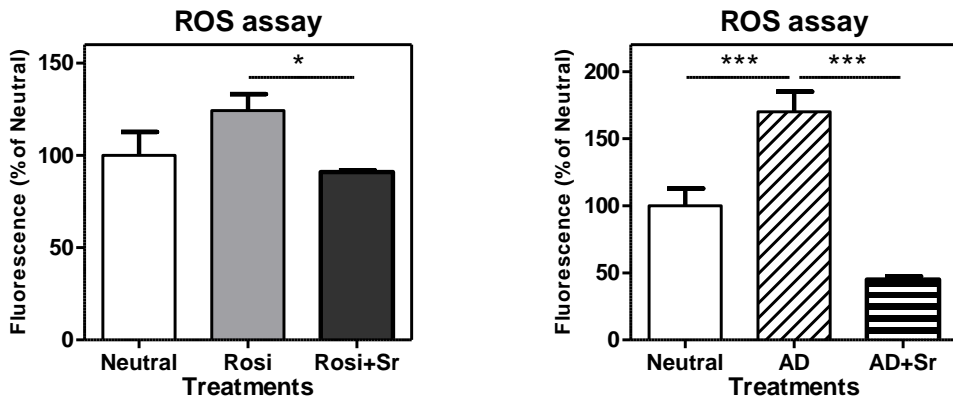 ROS assay
Fluorescence (% of Neutral)
150
100
50
0
*
Neutral Rosi Rosi+Sr
Treatments
ROS assay
Fluorescence (% of Neutral)
200
150
100
50
0
*** ***
Neutral AD AD+Sr
Treatments